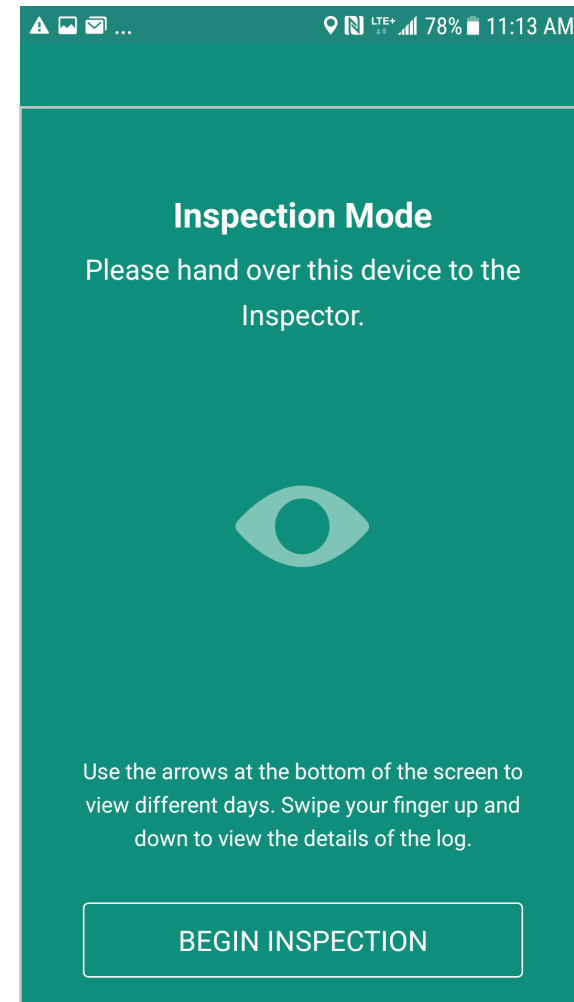 ... LTE+ 78% 11:13 AM
Inspection Mode
Please hand over this device to the
Inspector.
Use the arrows at the bottom of the screen to
view different days. Swipe your finger up and
down to view the details of the log.
BEGIN INSPECTION